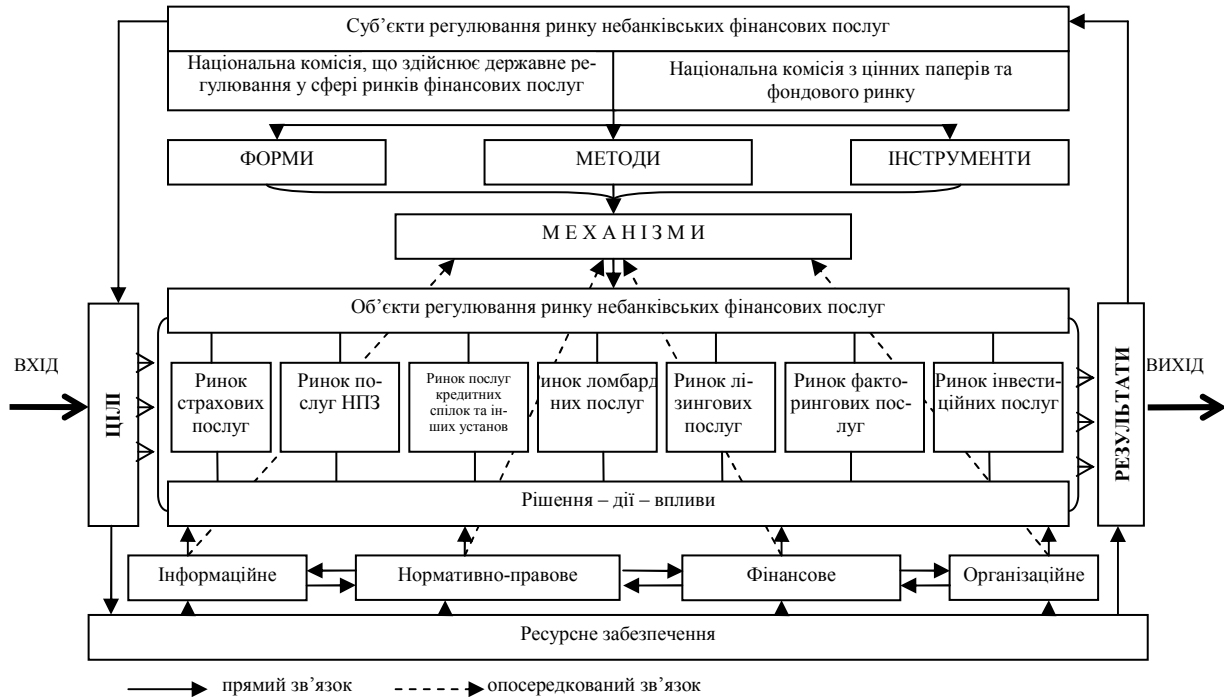 Суб’єкти регулювання ринку небанківських фінансових послуг
Національна комісія, що здійснює державне ре-
гулювання у сфері ринків фінансових послуг
Національна комісія з цінних паперів та
фондового ринку
ФОРМИ
МЕТОДИ
ІНСТРУМЕНТИ
М Е Х А Н І З М И
Об’єкти регулювання ринку небанківських фінансових послуг
ВХІД
ЦІЛІ
Ринок
страхових
послуг
Ринок по-
слуг НПЗ
Ринок послуг
кредитних
спілок та ін-
ших установ
Ринок ломбард
них послуг
Ринок лі-
зингових
послуг
Ринок факто-
рингових пос-
луг
Ринок інвести-
ційних послуг
РЕЗУЛЬТАТИ
ВИХІД
Рішення – дії – впливи
Інформаційне
Нормативно-правове
Фінансове
Організаційне
Ресурсне забезпечення
прямий зв’язок
опосередкований зв’язок